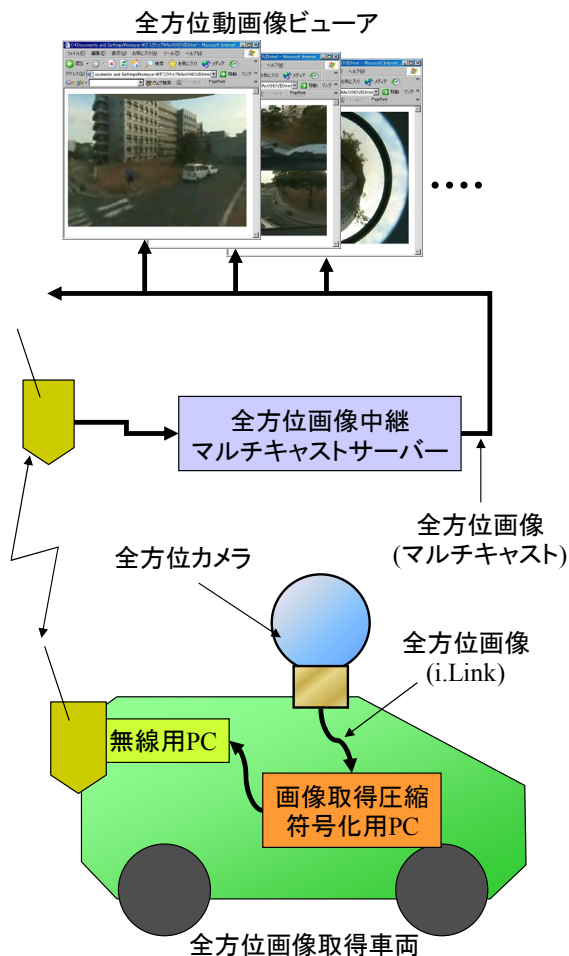 全方位動画像ビューア
全方位画像中継
マルチキャストサーバー
全方位画像
(マルチキャスト)
全方位カメラ
全方位画像
(i.Link)
無線用PC
画像取得圧縮
符号化用PC
全方位画像取得車両